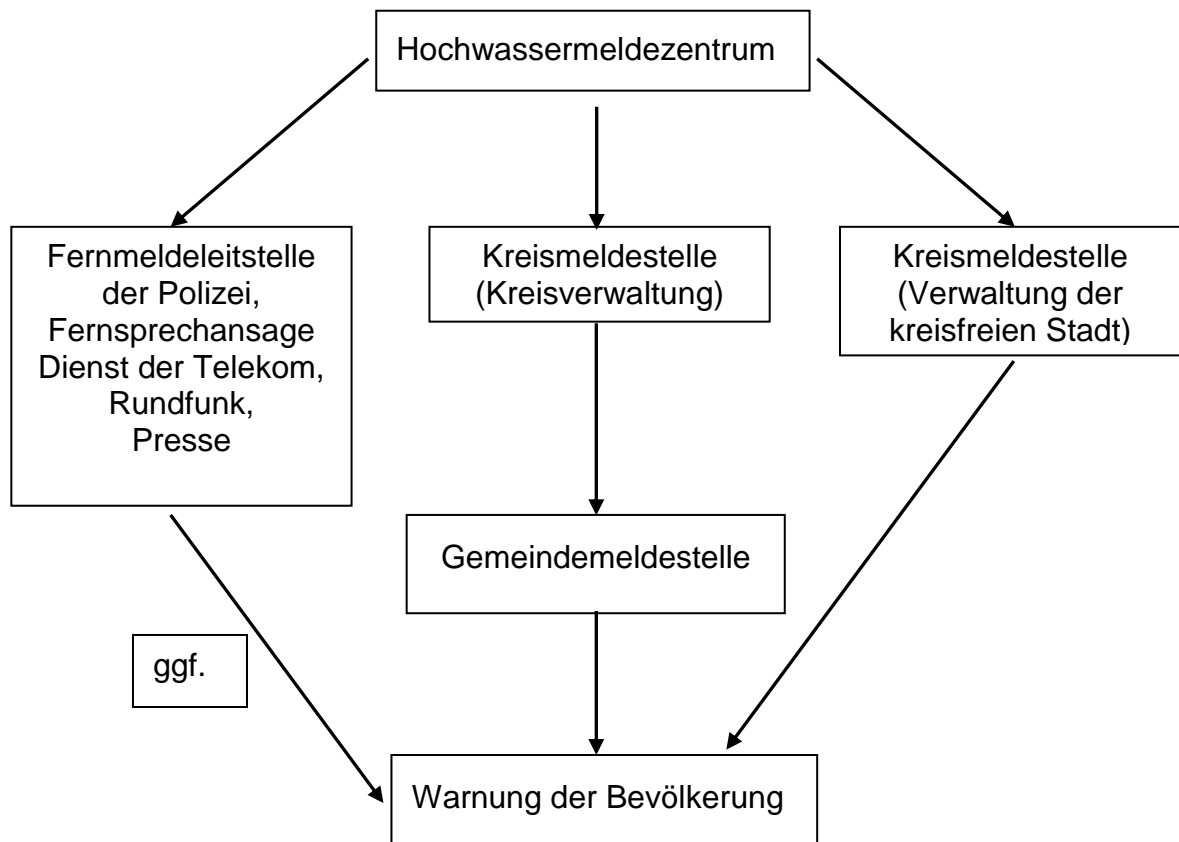 Hochwassermeldezentrum
Fernmeldeleitstelle
der Polizei,
Fernsprechansage
Dienst der Telekom,
Rundfunk,
Presse
Kreismeldestelle
(Kreisverwaltung)
Kreismeldestelle
(Verwaltung der
kreisfreien Stadt)
Gemeindemeldestelle
ggf.
Warnung der Bevölkerung